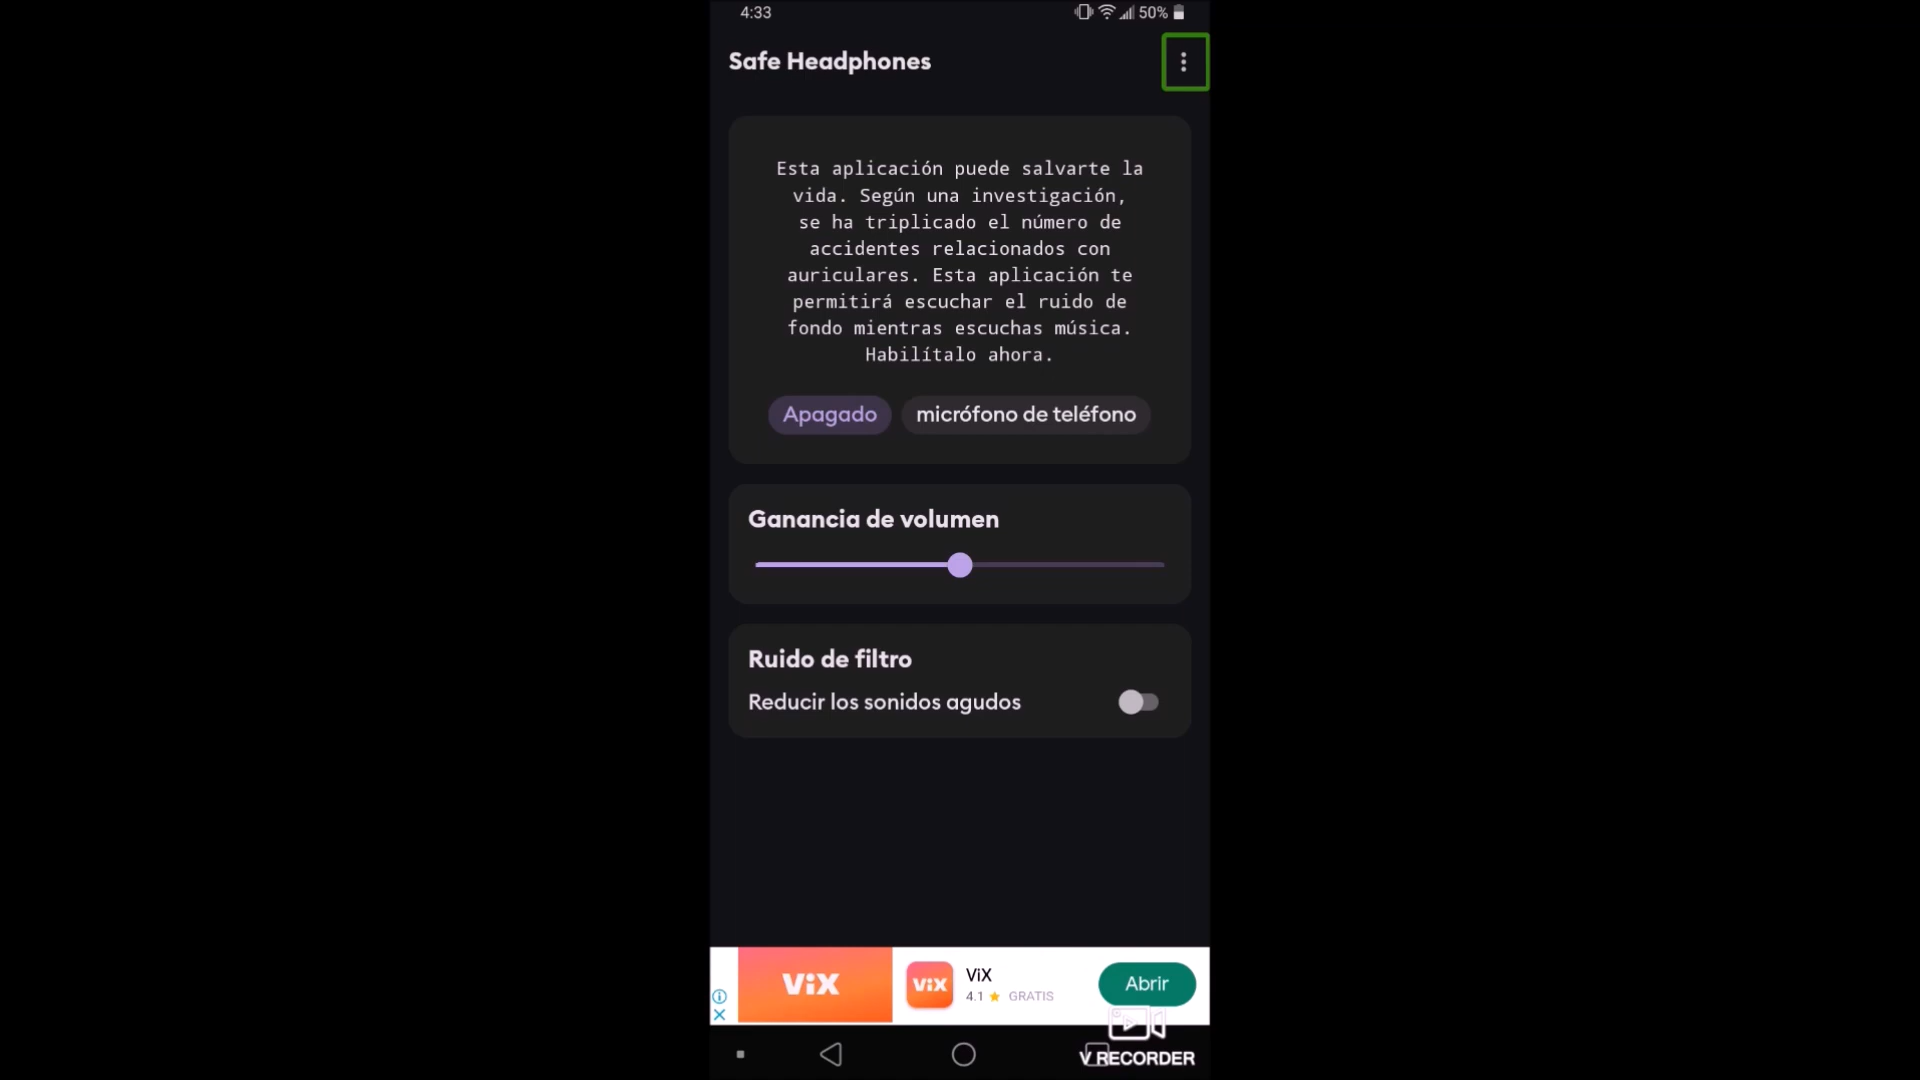 4:33
50%
Safe Headphones
Esta aplicación puede salvarte la
vida. Según una investigación,
se ha triplicado el número de
accidentes relacionados con
auriculares. Esta aplicación te
permitirá escuchar el ruido de
fondo mientras escuchas música.
Habilítalo ahora.
Apagado
micrófono de teléfono
Ganancia de volumen
Ruido de filtro
Reducir los sonidos agudos
ViX
ViX
ViX
4.1 ★ GRATIS
Abrir
V RECORDER